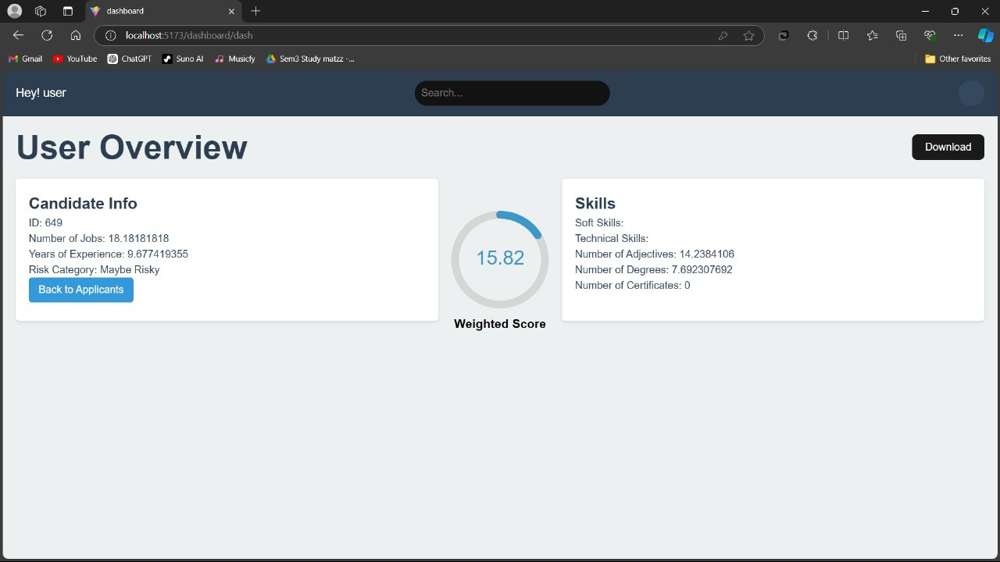 dashboard
localhost:5173/dashboard/dash
Gmail YouTube ChatGPT Suno AI Musicfy Sem3 Study matzz -... Other favorites
Hey! user Search...
User Overview Download
Candidate Info
ID: 649
Number of Jobs: 18.18181818
Years of Experience: 9.677419355
Risk Category: Maybe Risky
Back to Applicants
15.82
Weighted Score
Skills
Soft Skills:
Technical Skills:
Number of Adjectives: 14.2384106
Number of Degrees: 7.692307692
Number of Certificates: 0